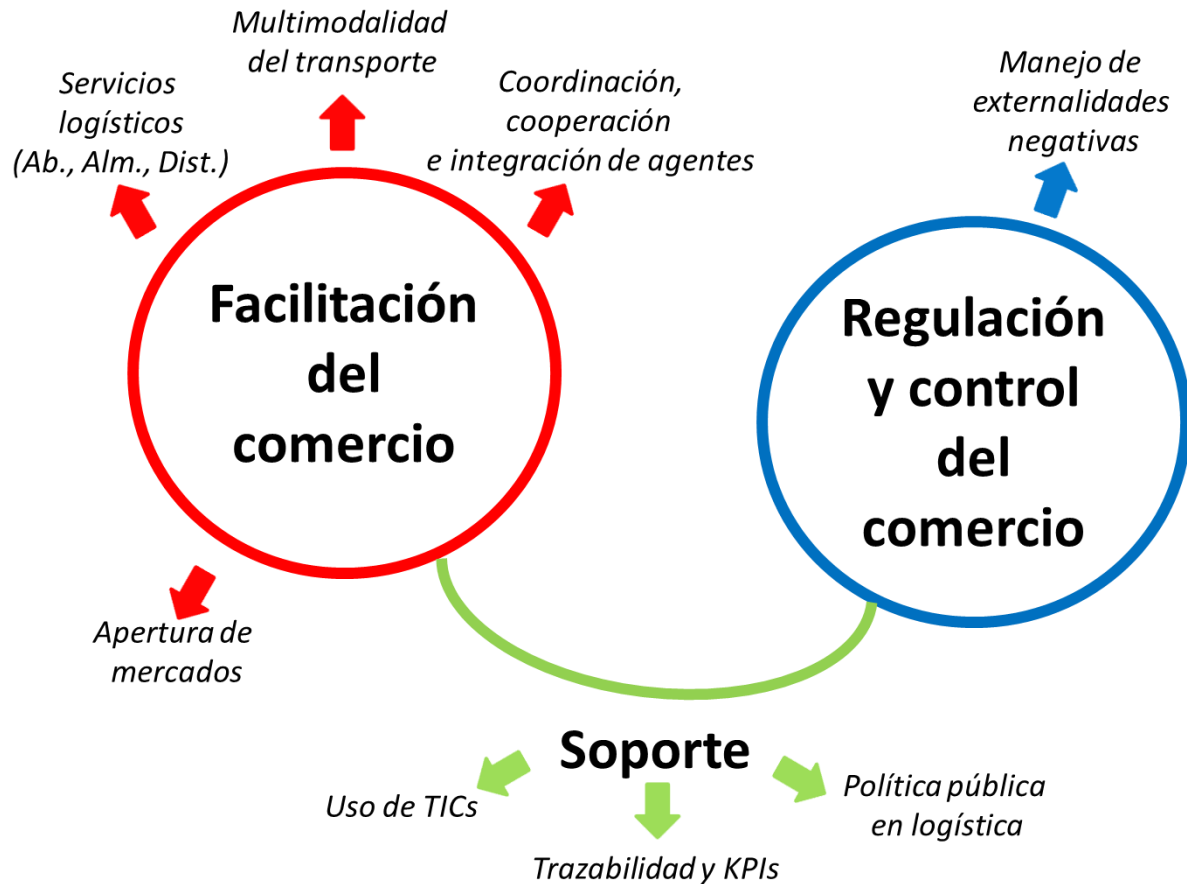 Multimodalidad
del transporte
Servicios
logísticos
(Ab., Alm., Dist.)
Coordinación,
cooperación
e integración de agentes
Manejo de
externalidades
negativas
Facilitación
del
comercio
Regulación
y control
del
comercio
Apertura de
mercados
Soporte
Uso de TICs
Trazabilidad y KPIs
Política pública
en logística